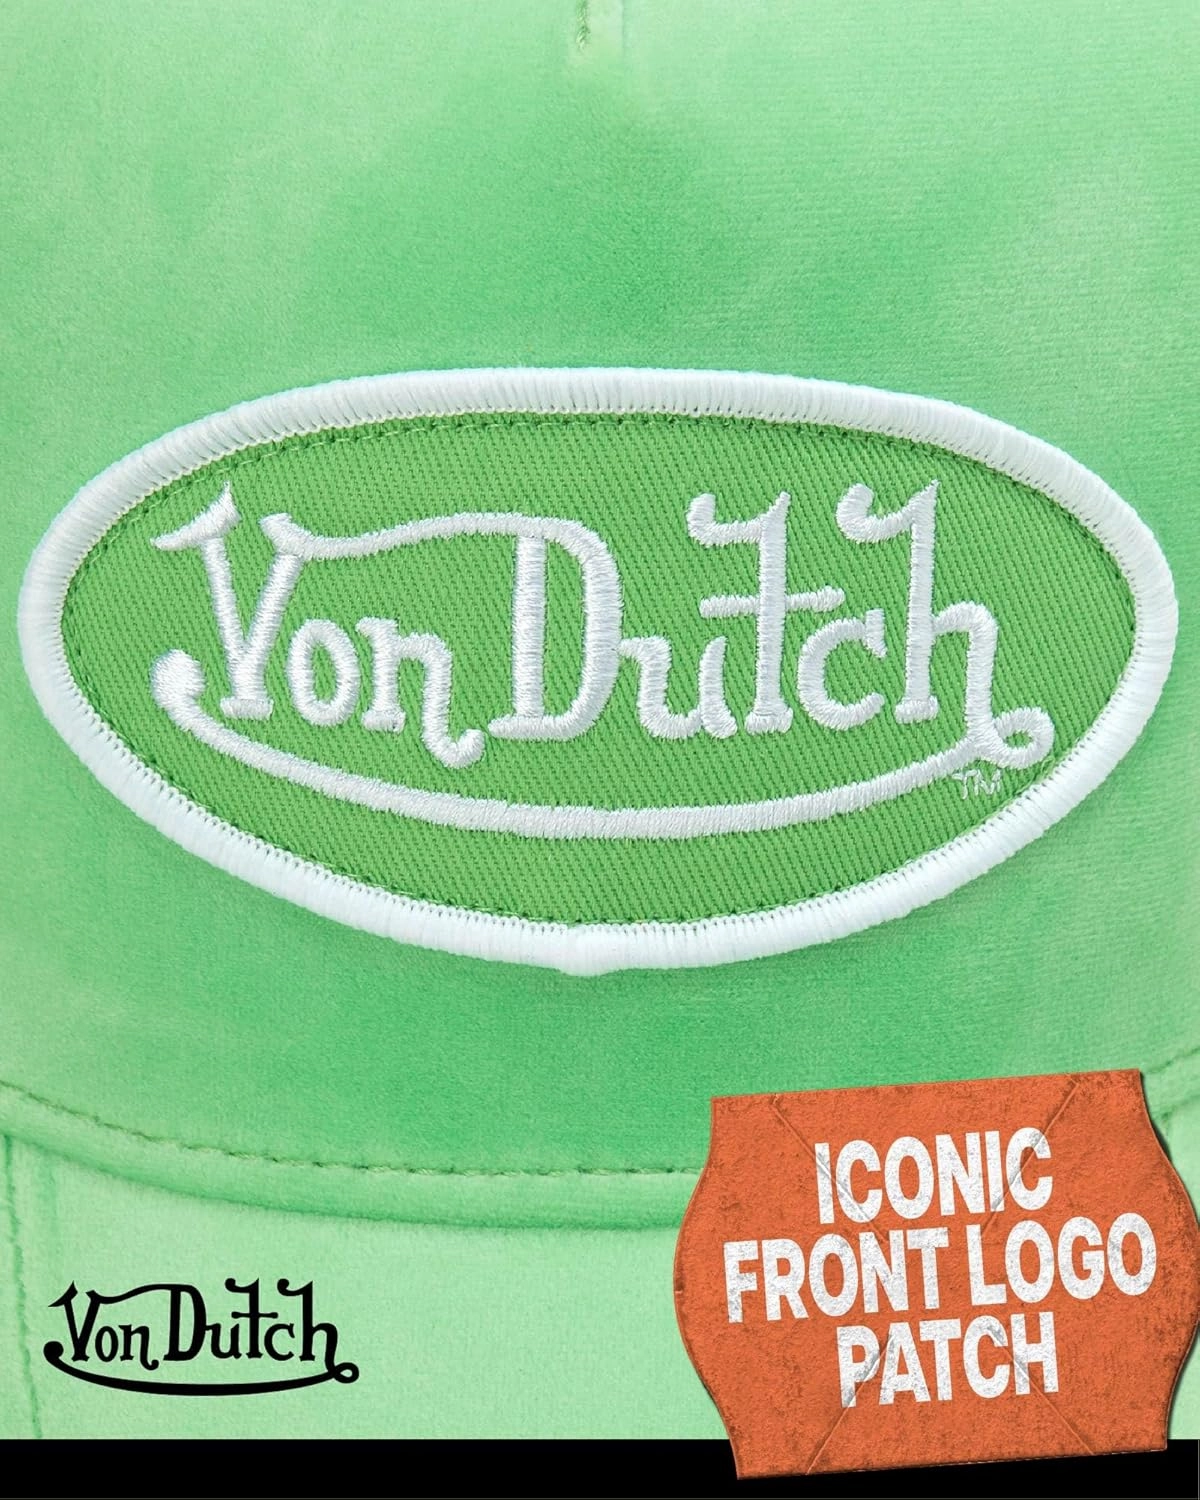 Von Dutch
TM
Von Dutch
ICONIC
FRONT LOGO
PATCH